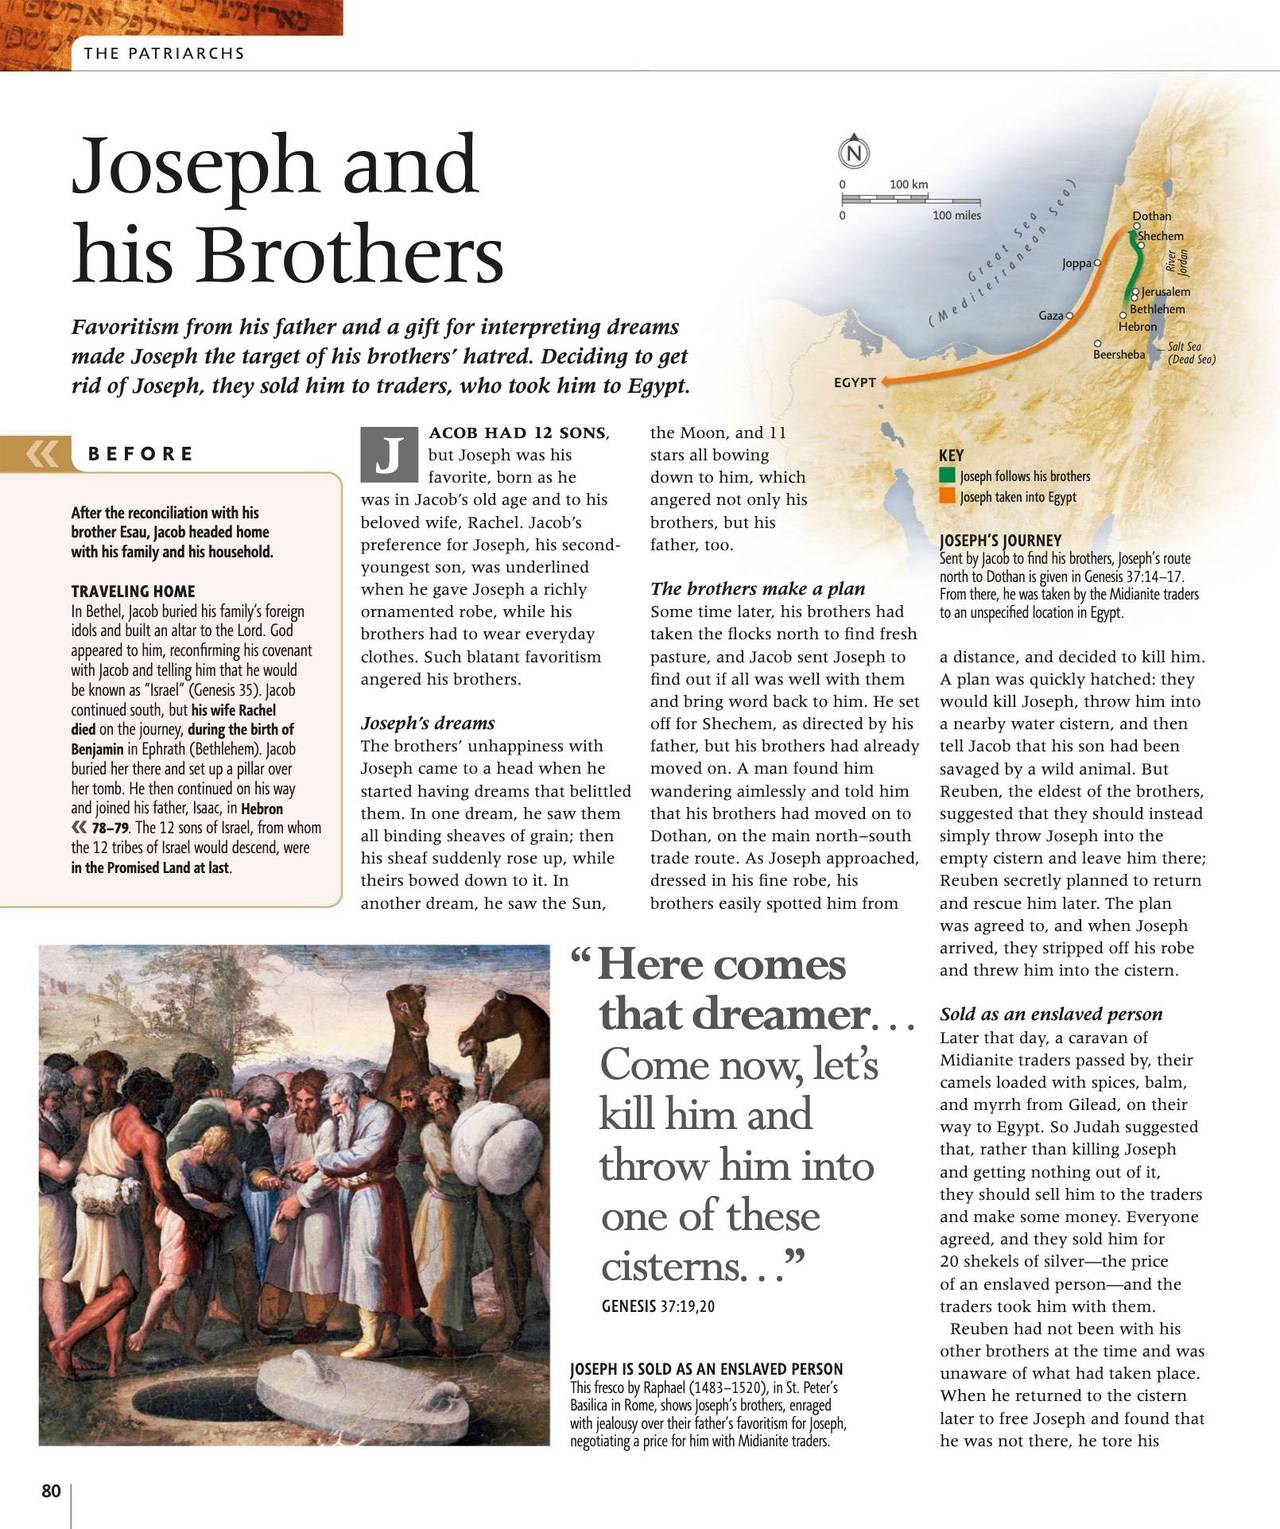 THE PATRIARCHS
Joseph and
his Brothers
Favoritism from his father and a gift for interpreting dreams
made Joseph the target of his brothers’ hatred. Deciding to get
rid of Joseph, they sold him to traders, who took him to Egypt.
N
0 100 km
0 100 miles
Great Sea
(Mediterranean Sea)
Dothan
Shechem
River
Jordan
Joppa
Jerusalem
Bethlehem
Gaza
Hebron
Beersheba
Salt Sea
(Dead Sea)
EGYPT
KEY
Joseph follows his brothers
Joseph taken into Egypt
JOSEPH’S JOURNEY
Sent by Jacob to find his brothers, Joseph’s route
north to Dothan is given in Genesis 37:14–17.
From there, he was taken by the Midianite traders
to an unspecified location in Egypt.
« BEFORE
After the reconciliation with his
brother Esau, Jacob headed home
with his family and his household.
TRAVELING HOME
In Bethel, Jacob buried his family’s foreign
idols and built an altar to the Lord. God
appeared to him, reconfirming his covenant
with Jacob and telling him that he would
be known as “Israel” (Genesis 35). Jacob
continued south, but his wife Rachel
died on the journey, during the birth of
Benjamin in Ephrath (Bethlehem). Jacob
buried her there and set up a pillar over
her tomb. He then continued on his way
and joined his father, Isaac, in Hebron
« 78–79. The 12 sons of Israel, from whom
the 12 tribes of Israel would descend, were
in the Promised Land at last.
JACOB HAD 12 SONS,
but Joseph was his
favorite, born as he
was in Jacob’s old age and to his
beloved wife, Rachel. Jacob’s
preference for Joseph, his second-
youngest son, was underlined
when he gave Joseph a richly
ornamented robe, while his
brothers had to wear everyday
clothes. Such blatant favoritism
angered his brothers.
Joseph’s dreams
The brothers’ unhappiness with
Joseph came to a head when he
started having dreams that belittled
them. In one dream, he saw them
all binding sheaves of grain; then
his sheaf suddenly rose up, while
theirs bowed down to it. In
another dream, he saw the Sun,
the Moon, and 11
stars all bowing
down to him, which
angered not only his
brothers, but his
father, too.
The brothers make a plan
Some time later, his brothers had
taken the flocks north to find fresh
pasture, and Jacob sent Joseph to
find out if all was well with them
and bring word back to him. He set
off for Shechem, as directed by his
father, but his brothers had already
moved on. A man found him
wandering aimlessly and told him
that his brothers had moved on to
Dothan, on the main north–south
trade route. As Joseph approached,
dressed in his fine robe, his
brothers easily spotted him from
a distance, and decided to kill him.
A plan was quickly hatched: they
would kill Joseph, throw him into
a nearby water cistern, and then
tell Jacob that his son had been
savaged by a wild animal. But
Reuben, the eldest of the brothers,
suggested that they should instead
simply throw Joseph into the
empty cistern and leave him there;
Reuben secretly planned to return
and rescue him later. The plan
was agreed to, and when Joseph
arrived, they stripped off his robe
and threw him into the cistern.
Sold as an enslaved person
Later that day, a caravan of
Midianite traders passed by, their
camels loaded with spices, balm,
and myrrh from Gilead, on their
way to Egypt. So Judah suggested
that, rather than killing Joseph
and getting nothing out of it,
they should sell him to the traders
and make some money. Everyone
agreed, and they sold him for
20 shekels of silver—the price
of an enslaved person—and the
traders took him with them.
Reuben had not been with his
other brothers at the time and was
unaware of what had taken place.
When he returned to the cistern
later to free Joseph and found that
he was not there, he tore his
“Here comes
that dreamer...
Come now, let’s
kill him and
throw him into
one of these
cisterns...”
GENESIS 37:19,20
JOSEPH IS SOLD AS AN ENSLAVED PERSON
This fresco by Raphael (1483–1520), in St. Peter’s
Basilica in Rome, shows Joseph’s brothers, enraged
with jealousy over their father’s favoritism for Joseph,
negotiating a price for him with Midianite traders.
80